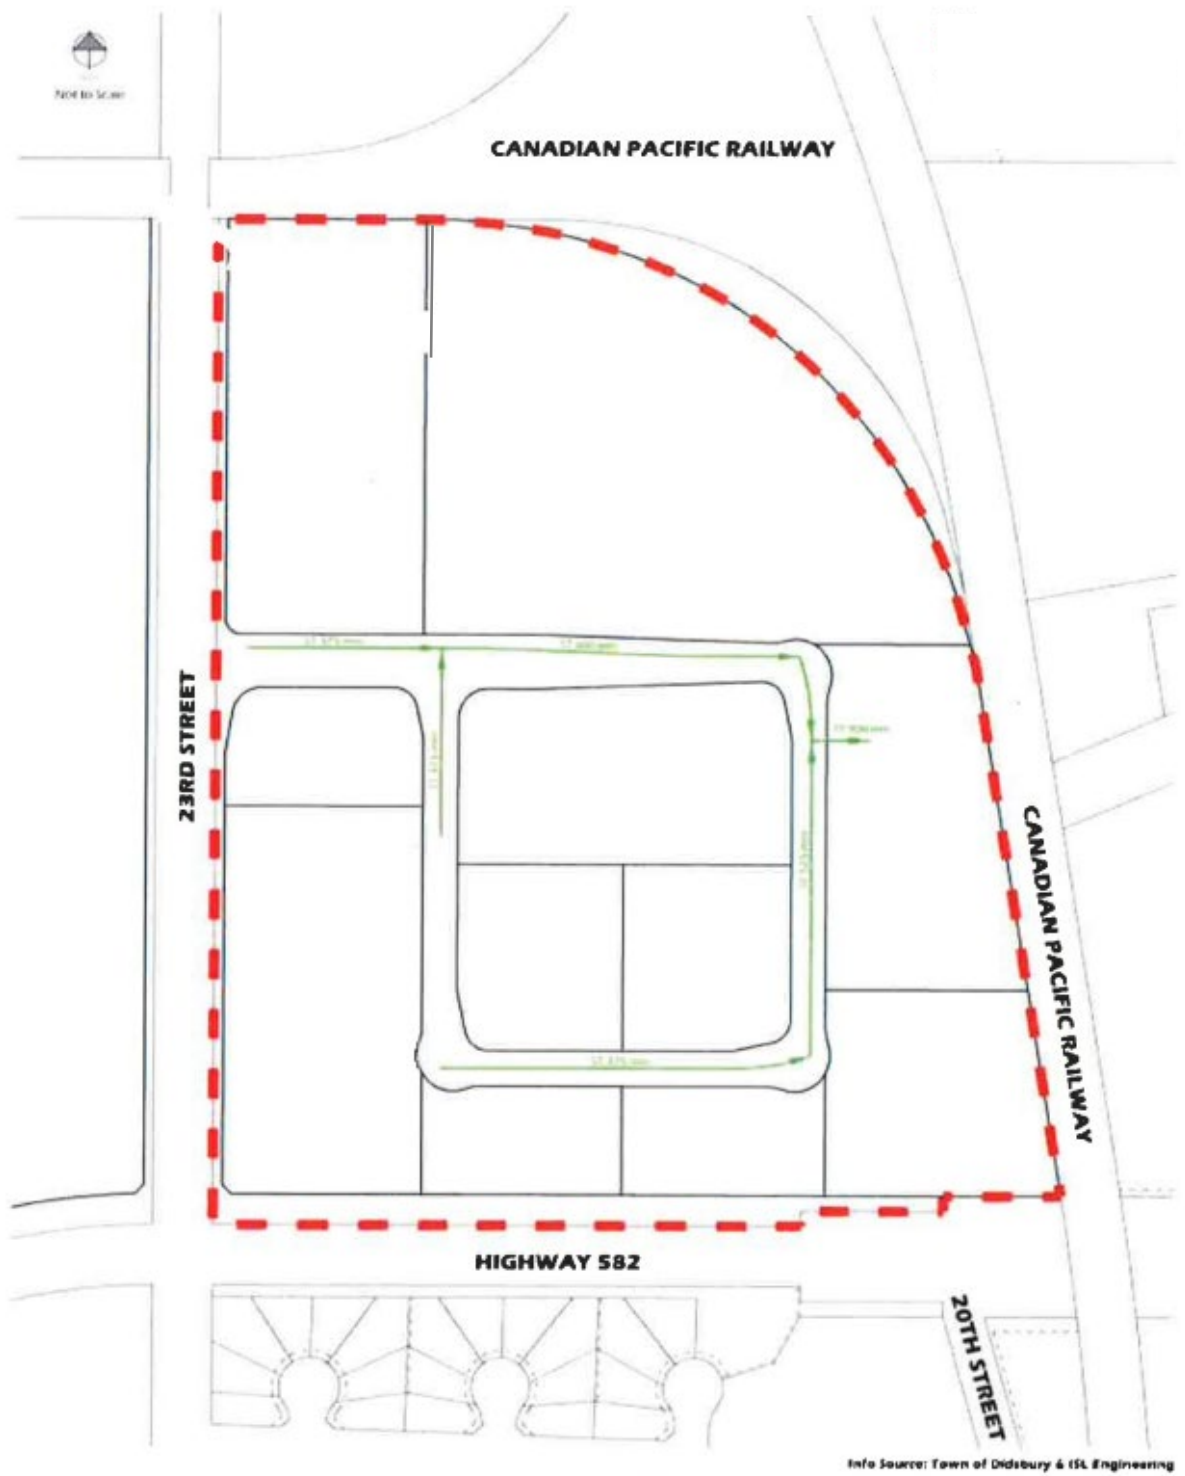 Not to Scale
CANADIAN PACIFIC RAILWAY
23RD STREET
CANADIAN PACIFIC RAILWAY
HIGHWAY 582
20TH STREET
Info Source: Town of Didsbury & ISL Engineering